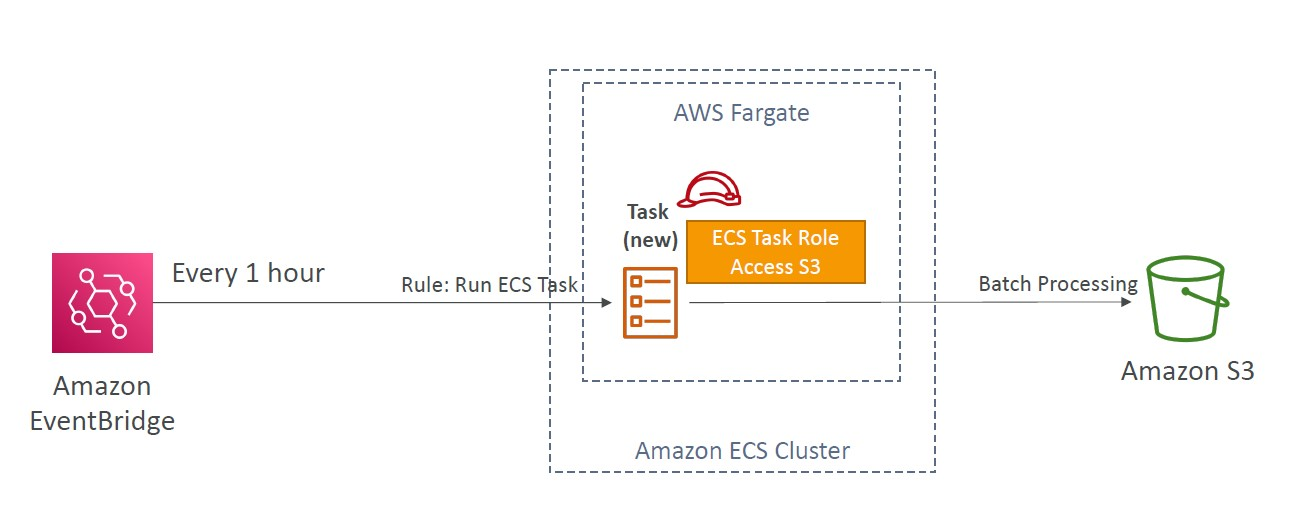 AWS Fargate
Task
(new)
ECS Task Role
Access S3
Every 1 hour
Rule: Run ECS Task
Batch Processing
Amazon
EventBridge
Amazon S3
Amazon ECS Cluster